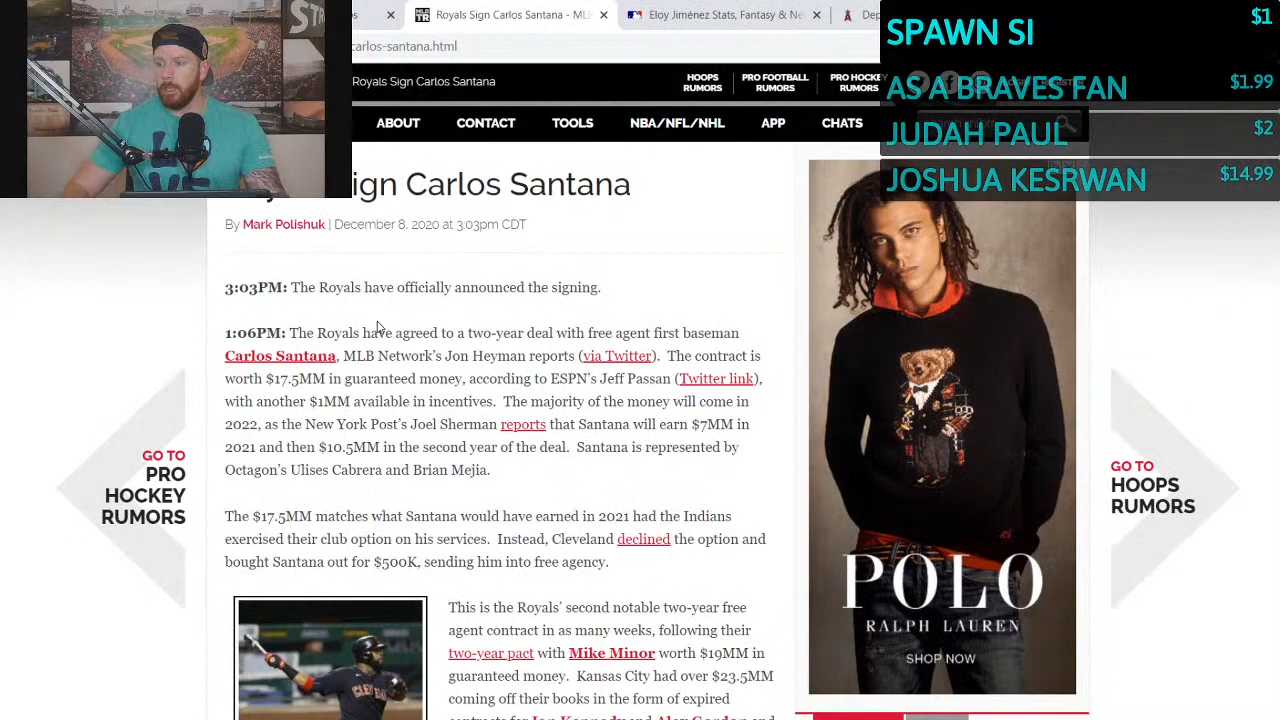 Royals Sign Carlos Santana - ML
Eloy Jiménez Stats, Fantasy & Ne
Dep
carlos-santana.html
SPAWN SI $1
AS A BRAVES FAN $1.99
JUDAH PAUL $2
JOSHUA KESRWAN $14.99
Royals Sign Carlos Santana
HOOPS RUMORS
PRO FOOTBALL RUMORS
PRO HOCKEY RUMORS
ABOUT CONTACT TOOLS NBA/NFL/NHL APP CHATS
ign Carlos Santana
By Mark Polishuk | December 8, 2020 at 3:03pm CDT
3:03PM: The Royals have officially announced the signing.
1:06PM: The Royals have agreed to a two-year deal with free agent first baseman
Carlos Santana, MLB Network's Jon Heyman reports (via Twitter). The contract is
worth $17.5MM in guaranteed money, according to ESPN's Jeff Passan (Twitter link),
with another $1MM available in incentives. The majority of the money will come in
2022, as the New York Post's Joel Sherman reports that Santana will earn $7MM in
2021 and then $10.5MM in the second year of the deal. Santana is represented by
Octagon's Ulises Cabrera and Brian Mejia.
The $17.5MM matches what Santana would have earned in 2021 had the Indians
exercised their club option on his services. Instead, Cleveland declined the option and
bought Santana out for $500K, sending him into free agency.
This is the Royals' second notable two-year free
agent contract in as many weeks, following their
two-year pact with Mike Minor worth $19MM in
guaranteed money. Kansas City had over $23.5MM
coming off their books in the form of expired
contracts for Ian Kennedy and Alex Gordon and
GO TO
PRO
HOCKEY
RUMORS
GO TO
HOOPS
RUMORS
POLO
RALPH LAUREN
SHOP NOW